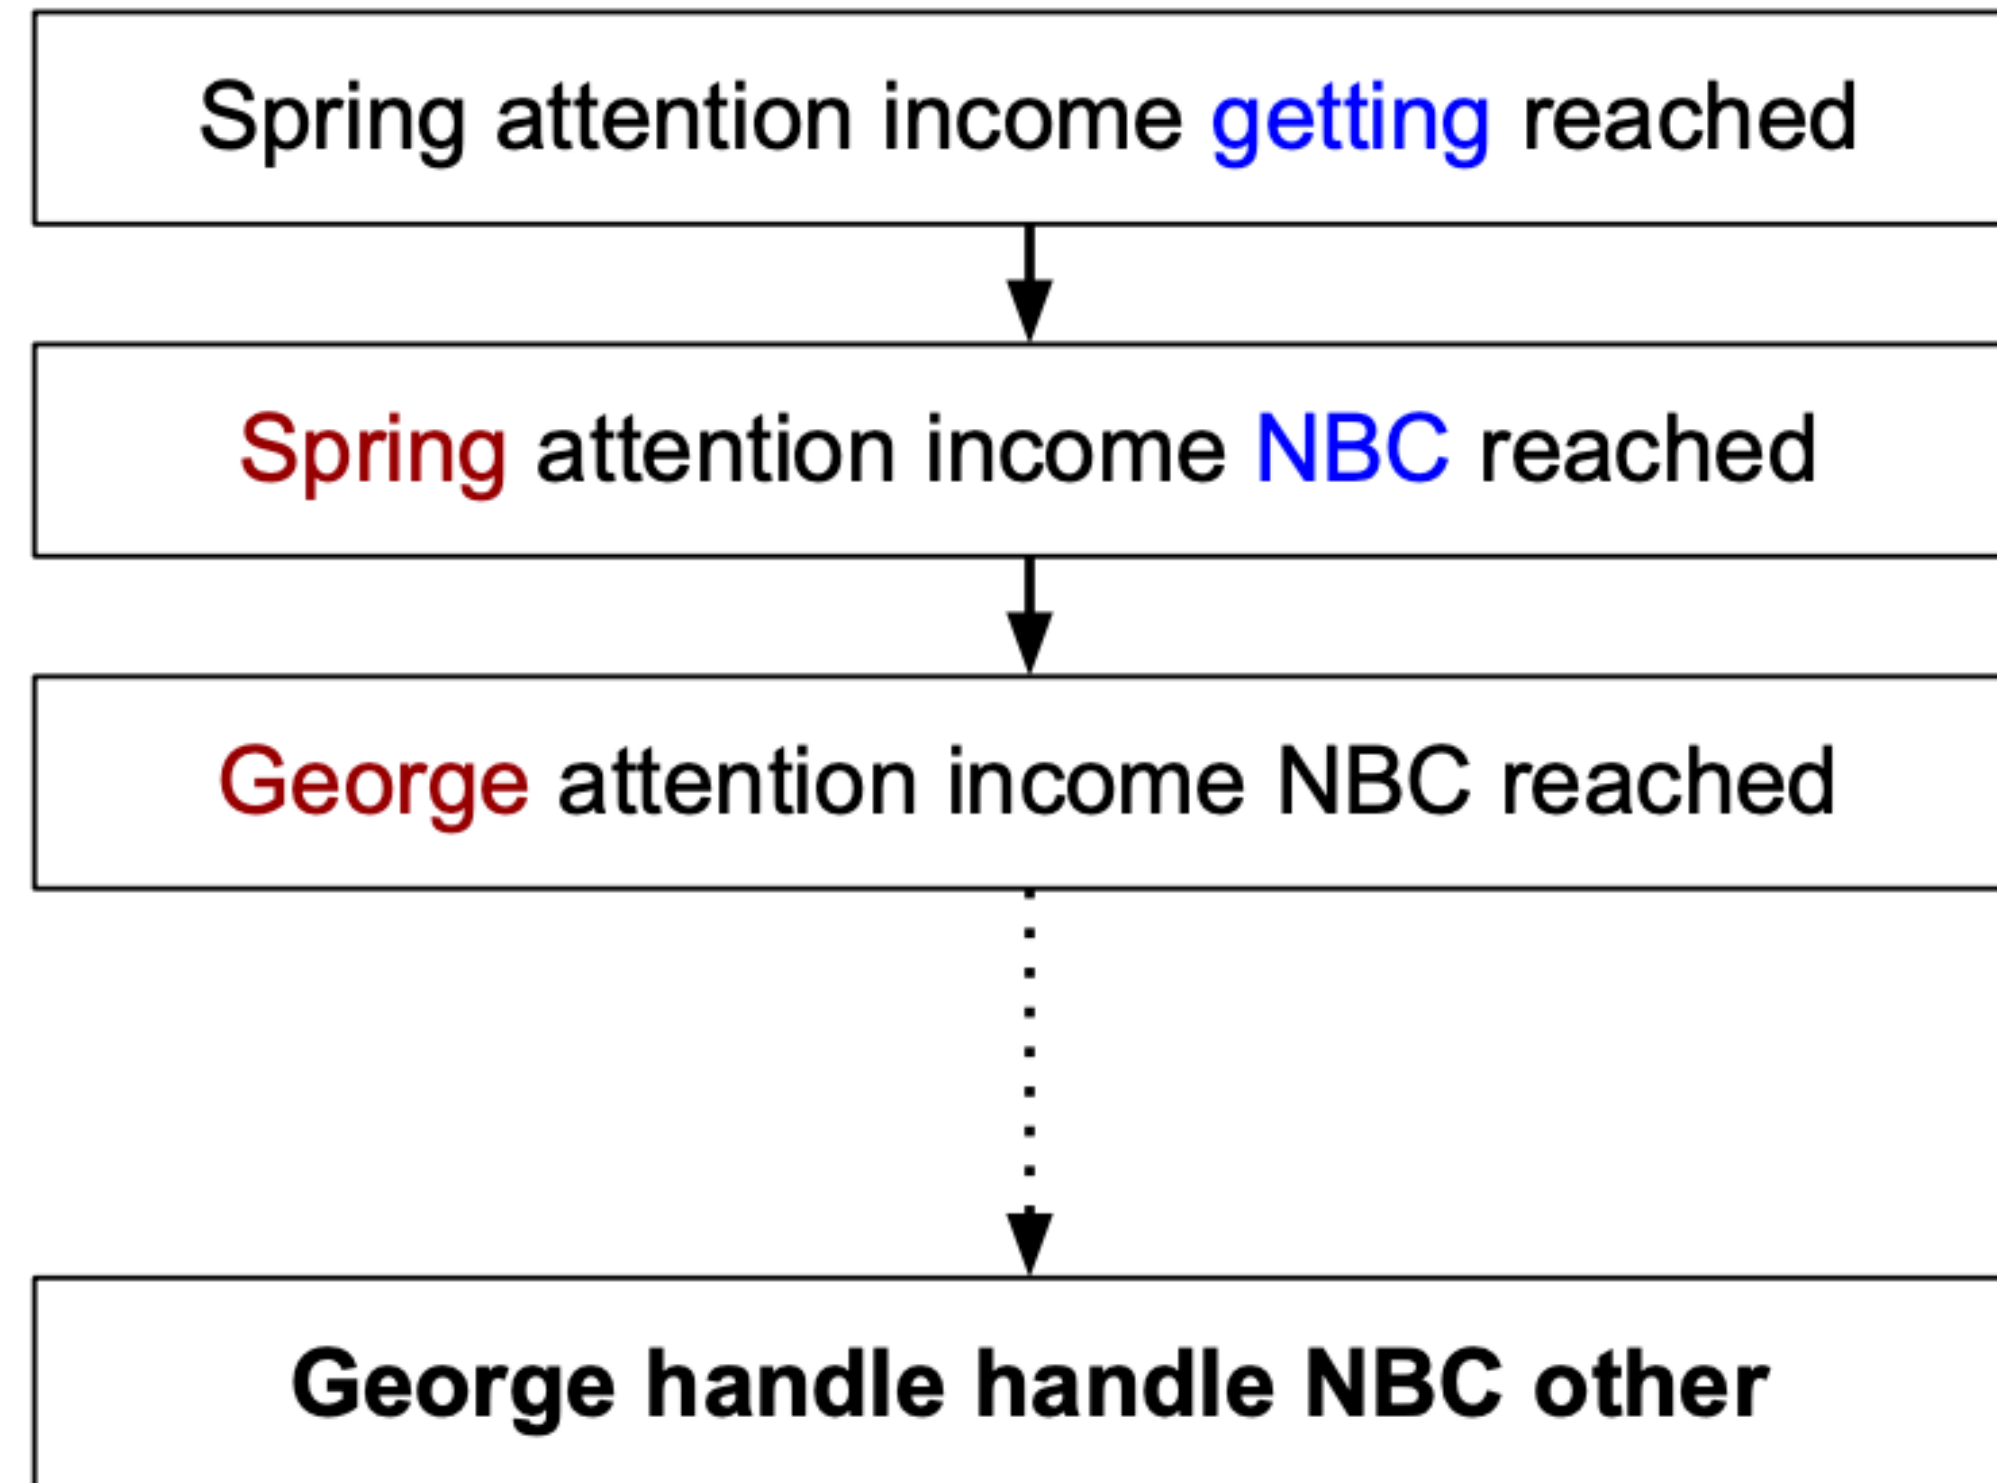 Spring attention income getting reached
Spring attention income NBC reached
George attention income NBC reached
George handle handle NBC other